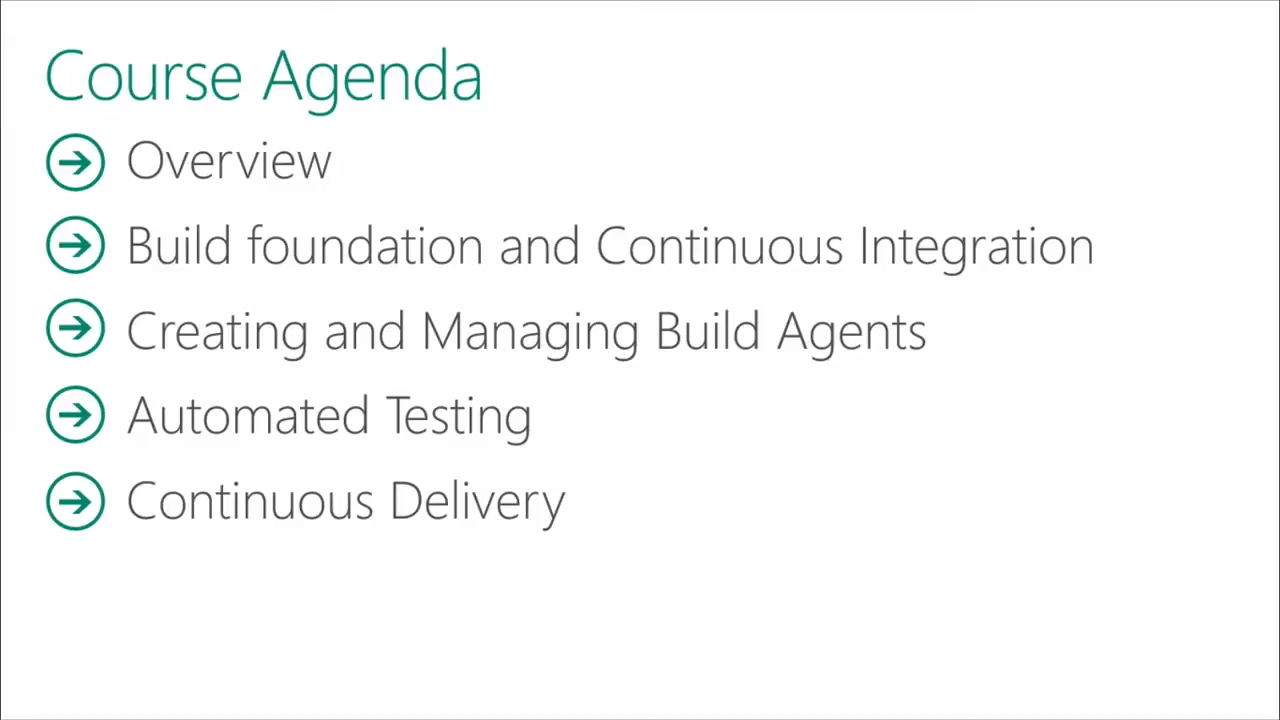 Course Agenda
Overview
Build foundation and Continuous Integration
Creating and Managing Build Agents
Automated Testing
Continuous Delivery